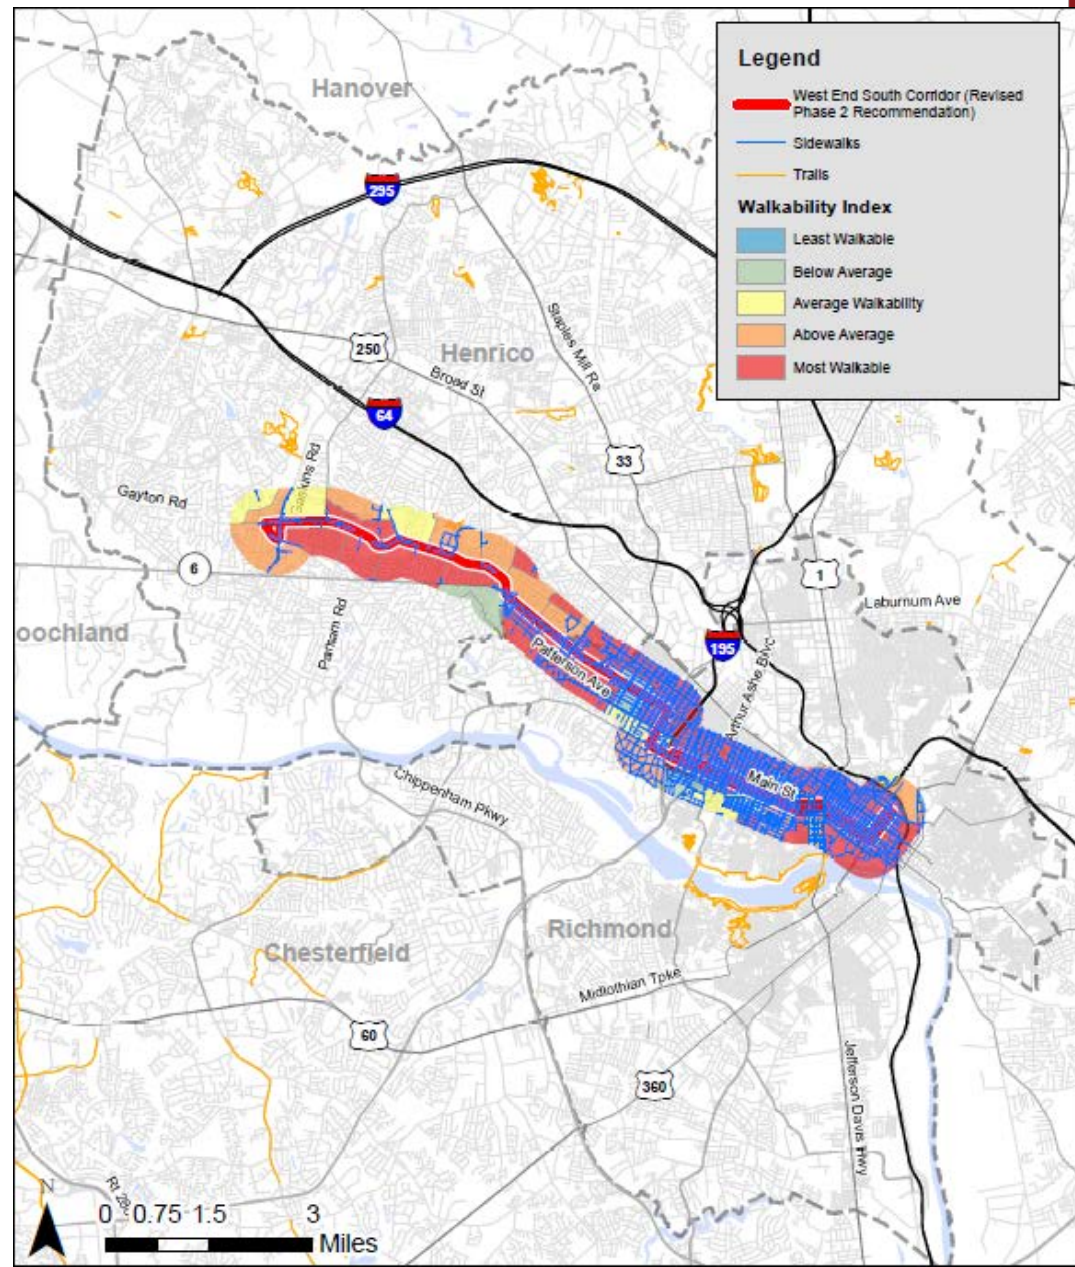 Legend
West End South Corridor (Revised
Phase 2 Recommendation)
Sidewalks
Trails
Walkability Index
Least Walkable
Below Average
Average Walkability
Above Average
Most Walkable
Hanover
295
Staples Mill Rd
250
Henrico
Broad St
64
33
Gayton Rd
6
1
Laburnum Ave
oochland
Parham Rd
195
Patterson Ave
Arthur Ashe Blvd
Main St
Chippenham Pkwy
Richmond
Chesterfield
Midlothian Tpke
60
360
Jefferson Davis Hwy
N
0 0.75 1.5 3
Miles